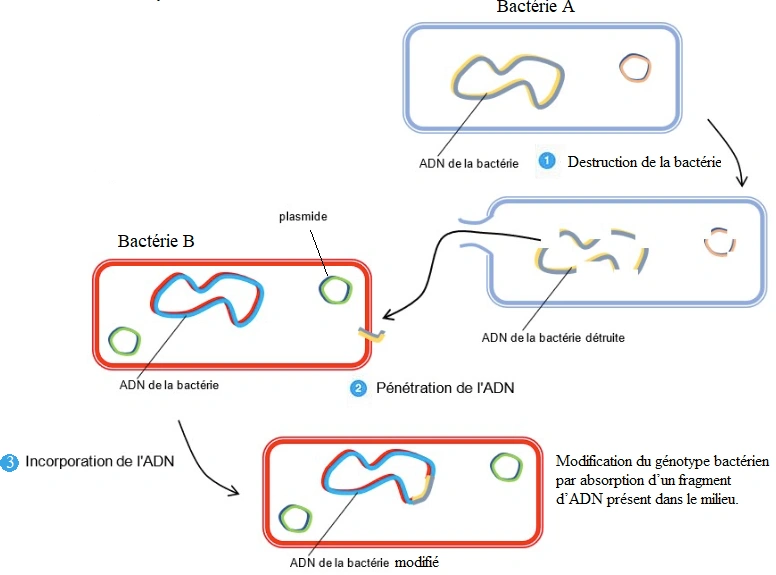 Bactérie A
ADN de la bactérie
1 Destruction de la bactérie
plasmide
Bactérie B
ADN de la bactérie détruite
ADN de la bactérie
2 Pénétration de l'ADN
3 Incorporation de l'ADN
Modification du génotype bactérien
par absorption d'un fragment
d'ADN présent dans le milieu.
ADN de la bactérie modifié